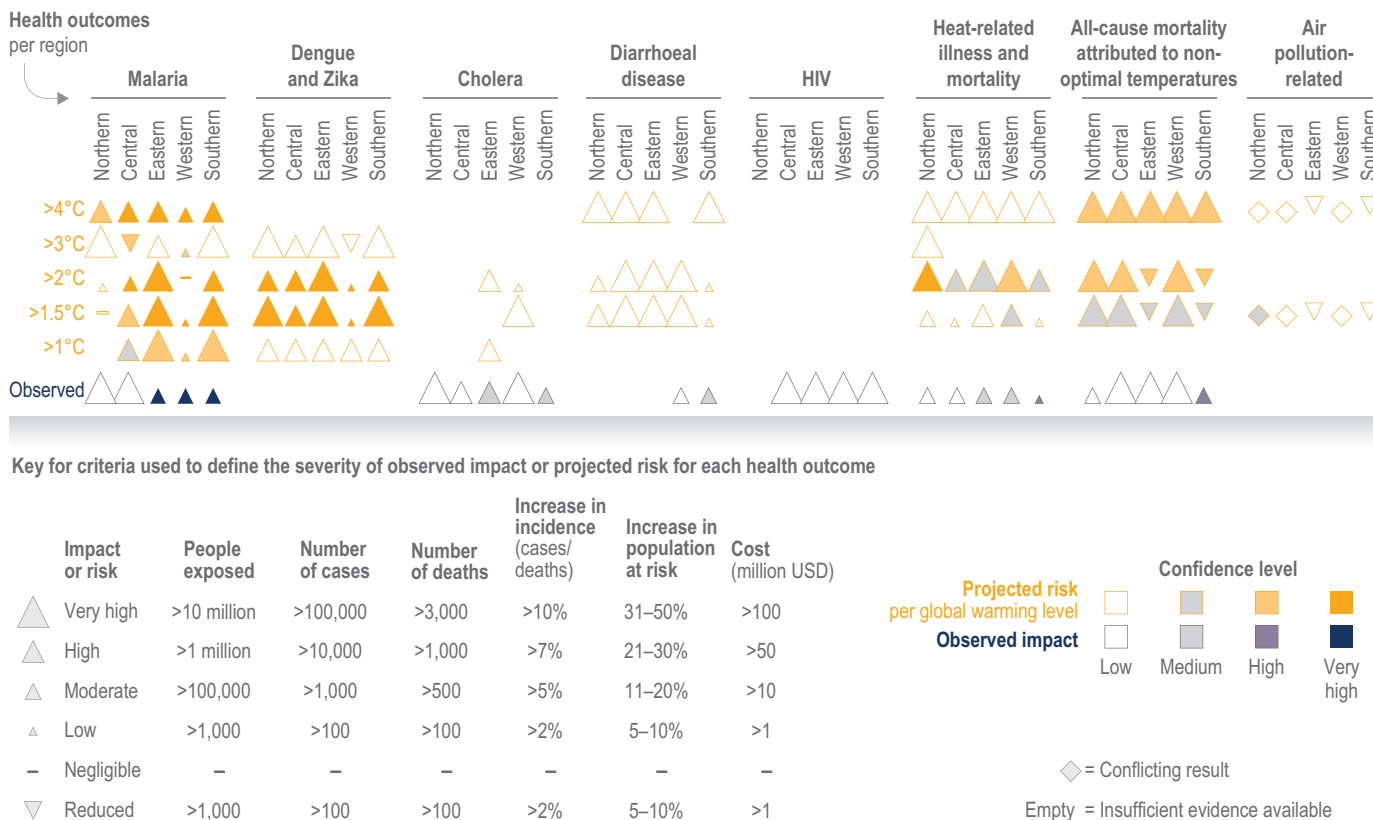 Health outcomes
per region
Malaria
Dengue
and Zika
Cholera
Diarrhoeal
disease
HIV
Heat-related
illness and
mortality
All-cause mortality
attributed to non-
optimal temperatures
Air
pollution-
related
Northern Central Eastern Western Southern
Northern Central Eastern Western Southern
Northern Central Eastern Western Southern
Northern Central Eastern Western Southern
Northern Central Eastern Western Southern
Northern Central Eastern Western Southern
Northern Central Eastern Western Southern
Northern Central Eastern Western Southern
>4°C
>3°C
>2°C
>1.5°C
>1°C
Observed
Key for criteria used to define the severity of observed impact or projected risk for each health outcome
Impact
or risk
People
exposed
Number
of cases
Number
of deaths
Increase in
incidence
(cases/
deaths)
Increase in
population
at risk
Cost
(million USD)
Very high >10 million >100,000 >3,000 >10% 31–50% >100
High >1 million >10,000 >1,000 >7% 21–30% >50
Moderate >100,000 >1,000 >500 >5% 11–20% >10
Low >1,000 >100 >100 >2% 5–10% >1
– Negligible – – – – – –
Reduced >1,000 >100 >100 >2% 5–10% >1
Confidence level
Projected risk
per global warming level
Observed impact
Low Medium High Very
high
= Conflicting result
Empty = Insufficient evidence available